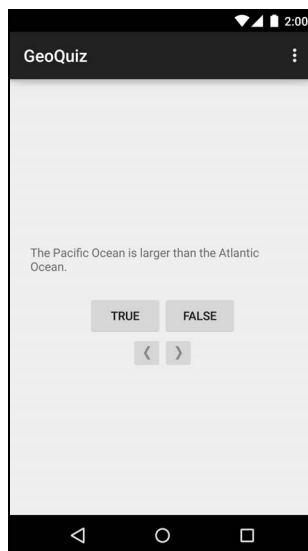 2:00
GeoQuiz
The Pacific Ocean is larger than the Atlantic
Ocean.
TRUE FALSE